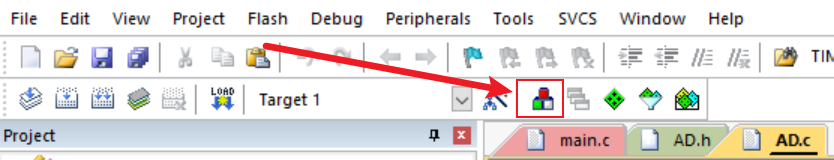 File Edit View Project Flash Debug Peripherals Tools SVCS Window Help
TIM
LOAD Target 1
Project
main.c AD.h AD.c